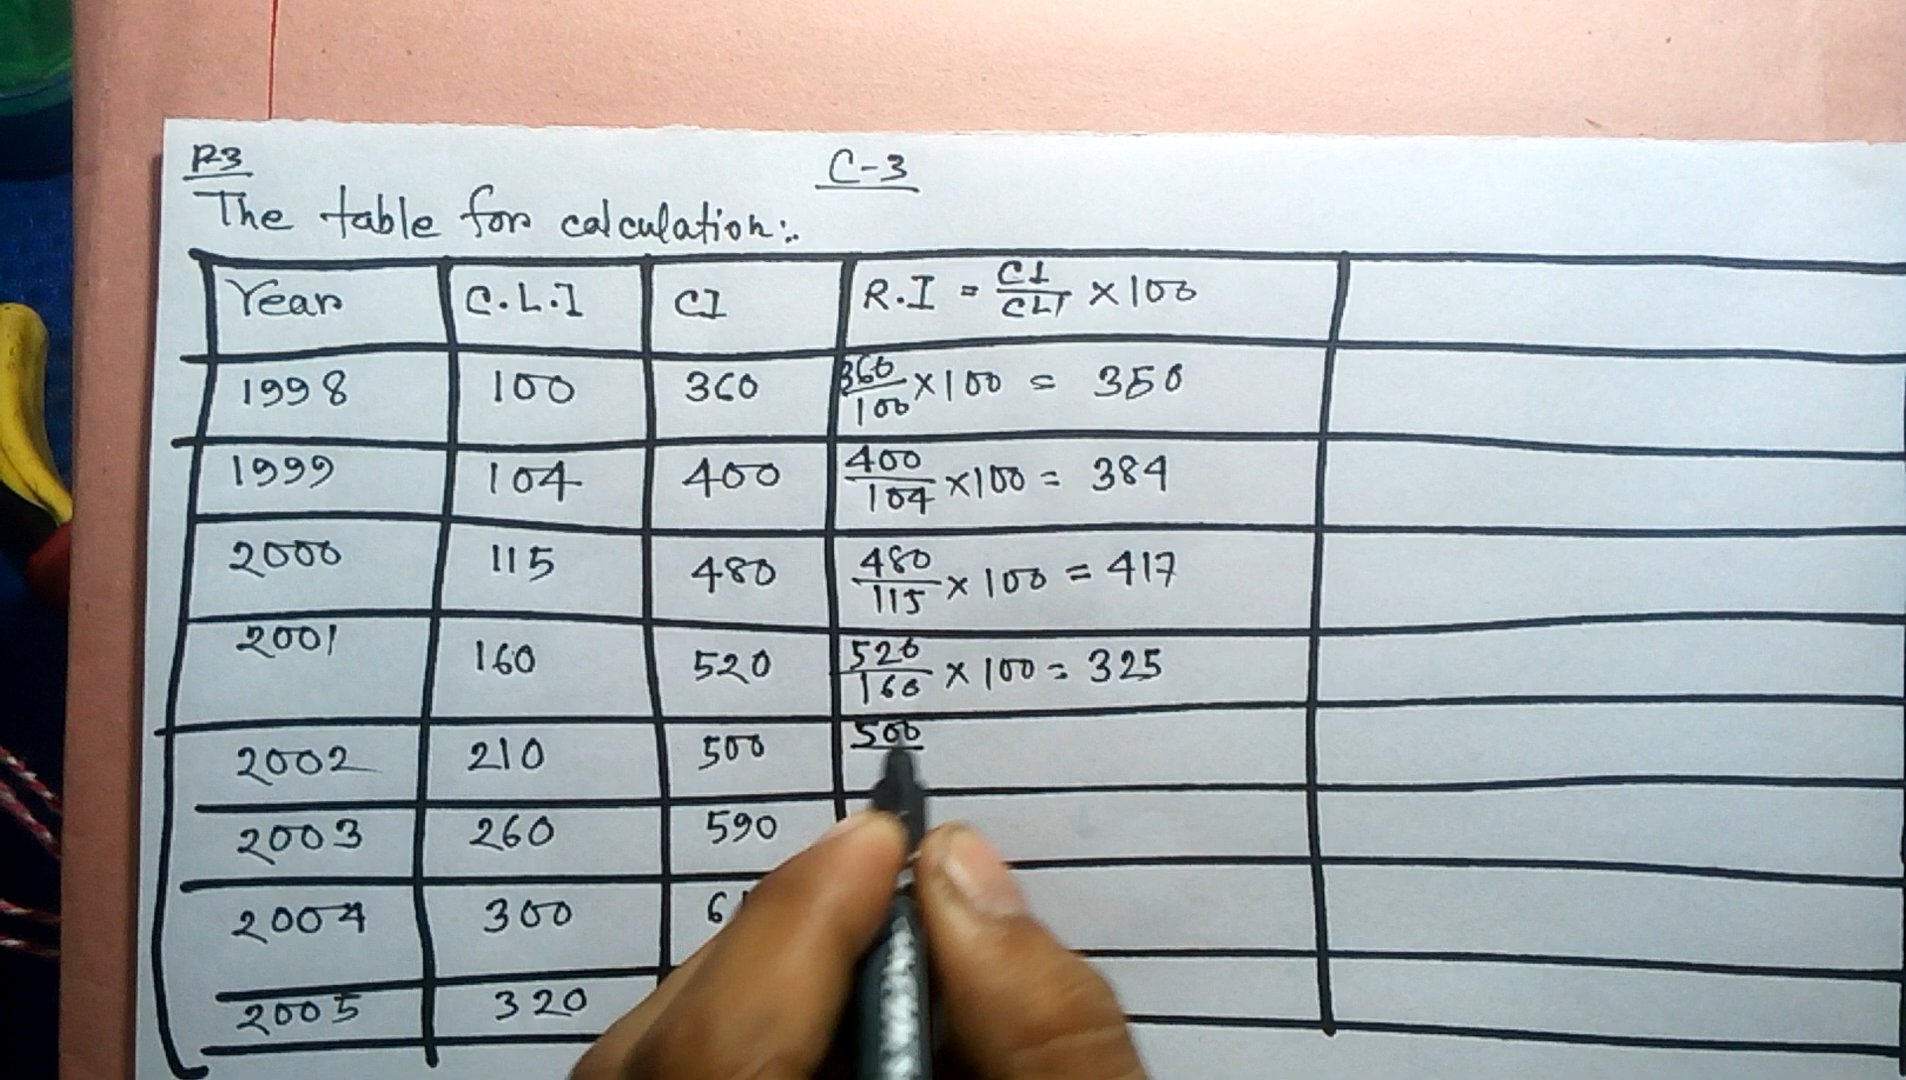 P3
C-3
The table for calculation:.
Year C.L.I CI R.I = CI/CLI × 100
1998 100 360 360/100 × 100 = 350
1999 104 400 400/104 × 100 = 384
2000 115 480 480/115 × 100 = 417
2001 160 520 520/160 × 100 = 325
2002 210 500 500
2003 260 590
2004 300 6
2005 320